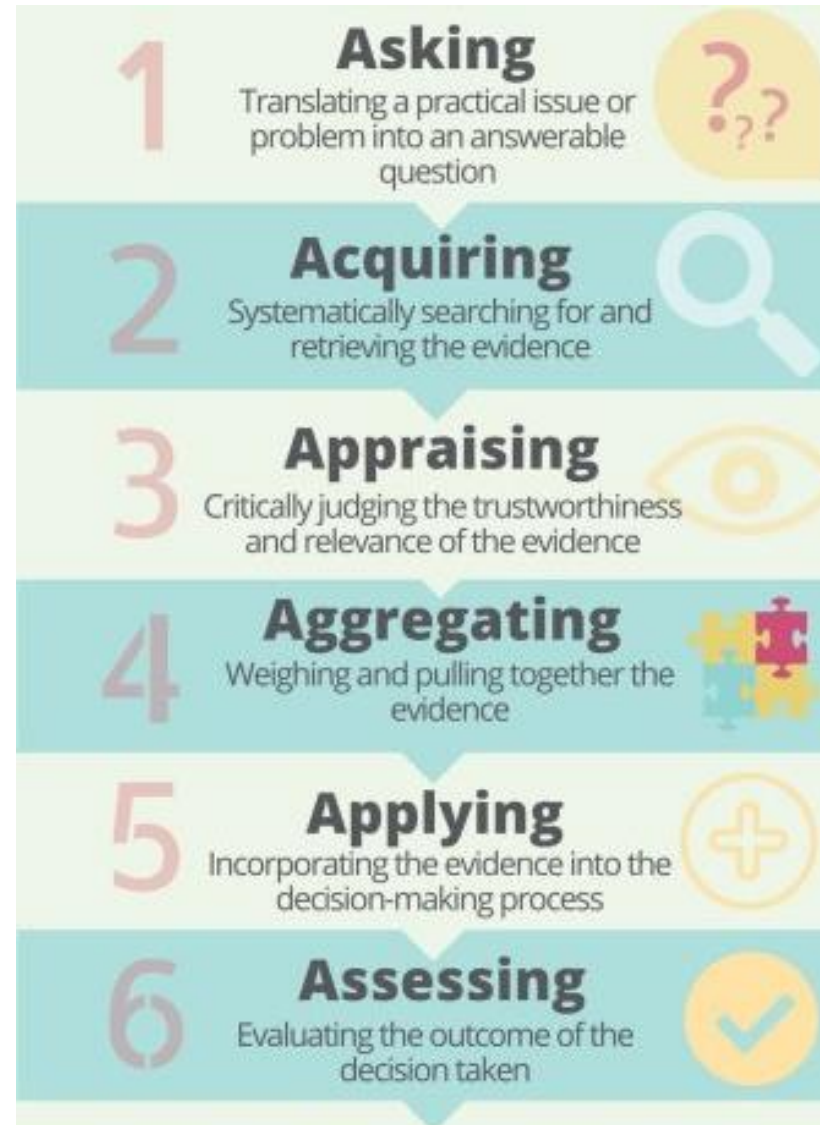 1
Asking
Translating a practical issue or
problem into an answerable
question
???
2
Acquiring
Systematically searching for and
retrieving the evidence
3
Appraising
Critically judging the trustworthiness
and relevance of the evidence
4
Aggregating
Weighing and pulling together the
evidence
5
Applying
Incorporating the evidence into the
decision-making process
6
Assessing
Evaluating the outcome of the
decision taken